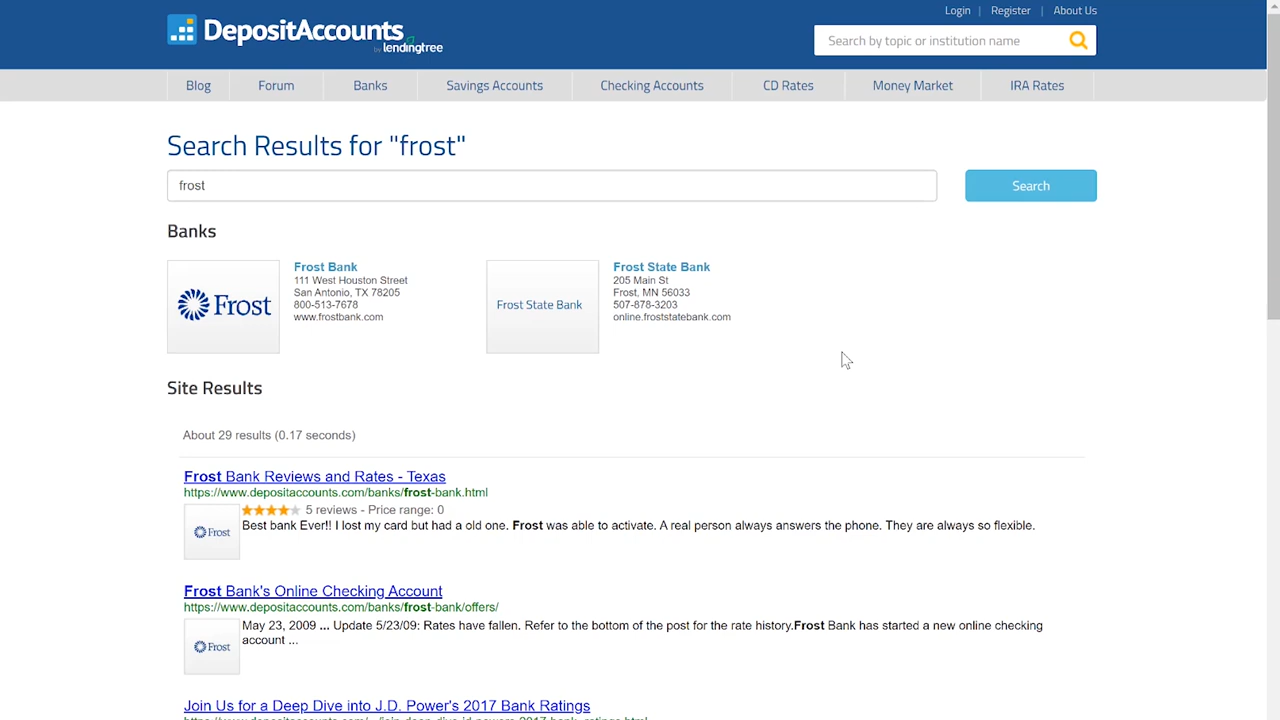 Login | Register | About Us
DepositAccounts
by lendingtree
Search by topic or institution name
Blog Forum Banks Savings Accounts Checking Accounts CD Rates Money Market IRA Rates
Search Results for "frost"
frost
Search
Banks
Frost
Frost Bank
111 West Houston Street
San Antonio, TX 78205
800-513-7678
www.frostbank.com
Frost State Bank
Frost State Bank
205 Main St
Frost, MN 56033
507-878-3203
online.froststatebank.com
Site Results
About 29 results (0.17 seconds)
Frost Bank Reviews and Rates - Texas
https://www.depositaccounts.com/banks/frost-bank.html
Frost
5 reviews - Price range: 0
Best bank Ever!! I lost my card but had a old one. Frost was able to activate. A real person always answers the phone. They are always so flexible.
Frost Bank's Online Checking Account
https://www.depositaccounts.com/banks/frost-bank/offers/
Frost
May 23, 2009 ... Update 5/23/09: Rates have fallen. Refer to the bottom of the post for the rate history.Frost Bank has started a new online checking
account ...
Join Us for a Deep Dive into J.D. Power's 2017 Bank Ratings